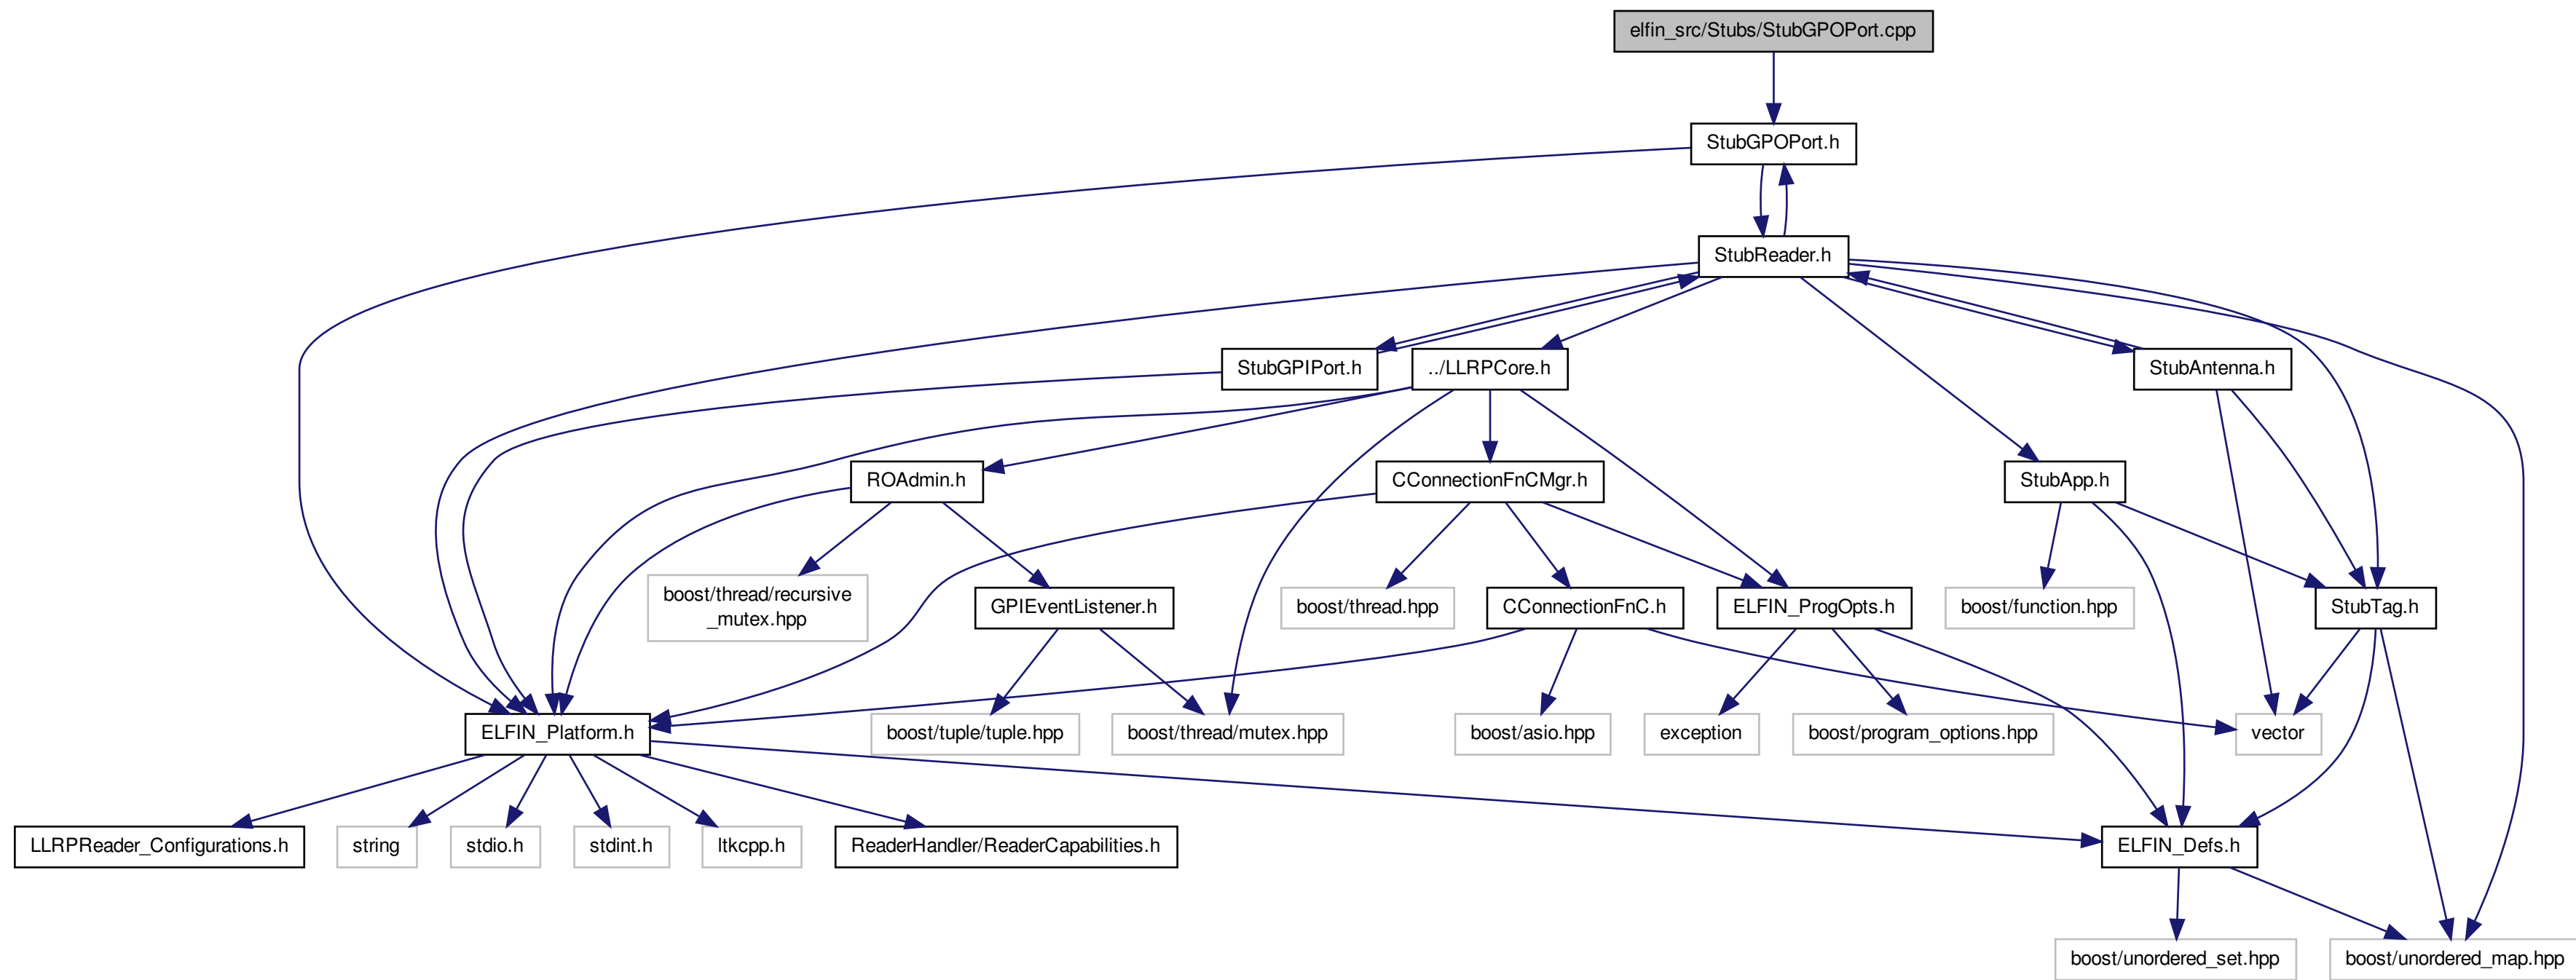 elfin_src/Stubs/StubGPOPort.cpp
StubGPOPort.h
StubReader.h
StubGPIPort.h
../LLRPCore.h
StubAntenna.h
ROAdmin.h
CConnectionFnCMgr.h
StubApp.h
boost/thread/recursive
_mutex.hpp
GPIEventListener.h
boost/thread.hpp
CConnectionFnC.h
ELFIN_ProgOpts.h
boost/function.hpp
StubTag.h
ELFIN_Platform.h
boost/tuple/tuple.hpp
boost/thread/mutex.hpp
boost/asio.hpp
exception
boost/program_options.hpp
vector
LLRPReader_Configurations.h
string
stdio.h
stdint.h
ltkcpp.h
ReaderHandler/ReaderCapabilities.h
ELFIN_Defs.h
boost/unordered_set.hpp
boost/unordered_map.hpp